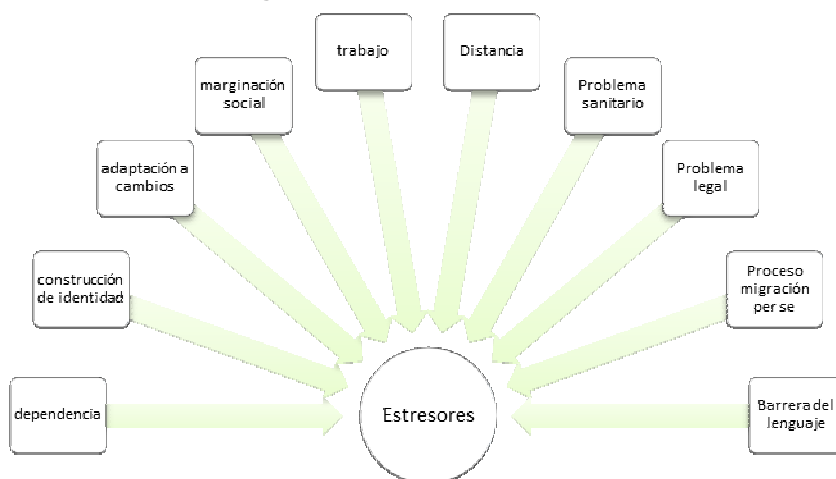 trabajo
Distancia
marginación
social
Problema
sanitario
adaptación a
cambios
Problema
legal
construcción
de identidad
Proceso
migración
per se
dependencia
Estresores
Barrera del
lenguaje